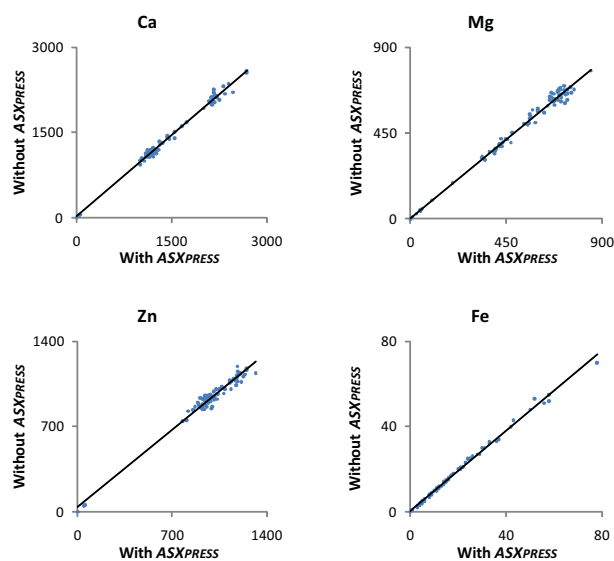 Ca
3000
1500
0
0
1500
3000
Without ASXPRESS
With ASXPRESS
Mg
900
450
0
0
450
900
Without ASXPRESS
With ASXPRESS
Zn
1400
700
0
0
700
1400
Without ASXPRESS
With ASXPRESS
Fe
80
40
0
0
40
80
Without ASXPRESS
With ASXPRESS